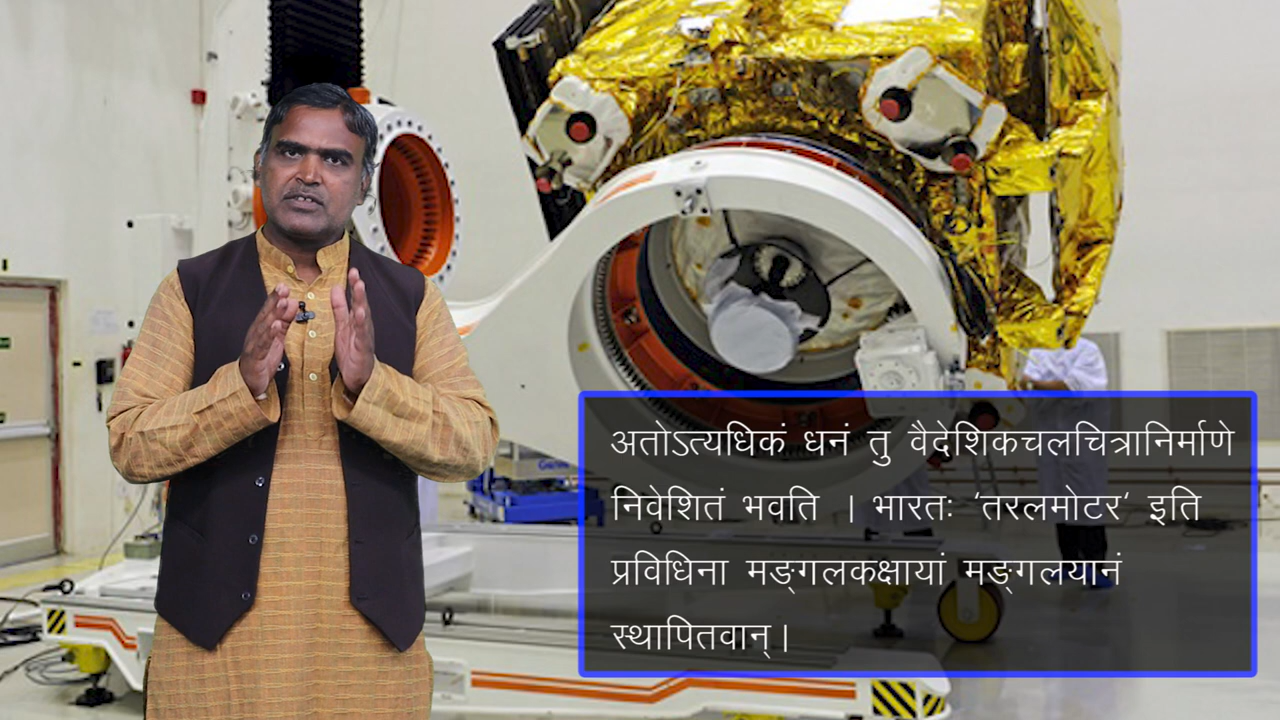 अतोऽत्यधिकं धनं तु वैदेशिकचलचित्रानिर्माणे
निवेशितं भवति । भारतः ‘तरलमोटर‘ इति
प्रविधिना मङ्गलकक्षायां मङ्गलयानं
स्थापितवान् ।